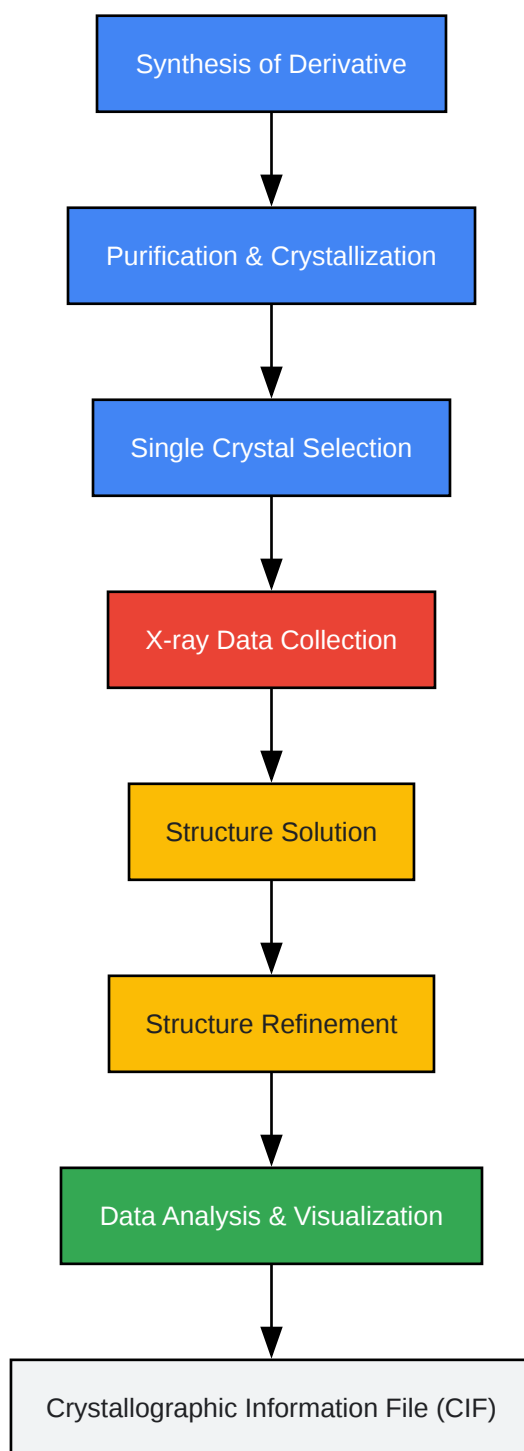 Synthesis of Derivative
Purification & Crystallization
Single Crystal Selection
X-ray Data Collection
Structure Solution
Structure Refinement
Data Analysis & Visualization
Crystallographic Information File (CIF)